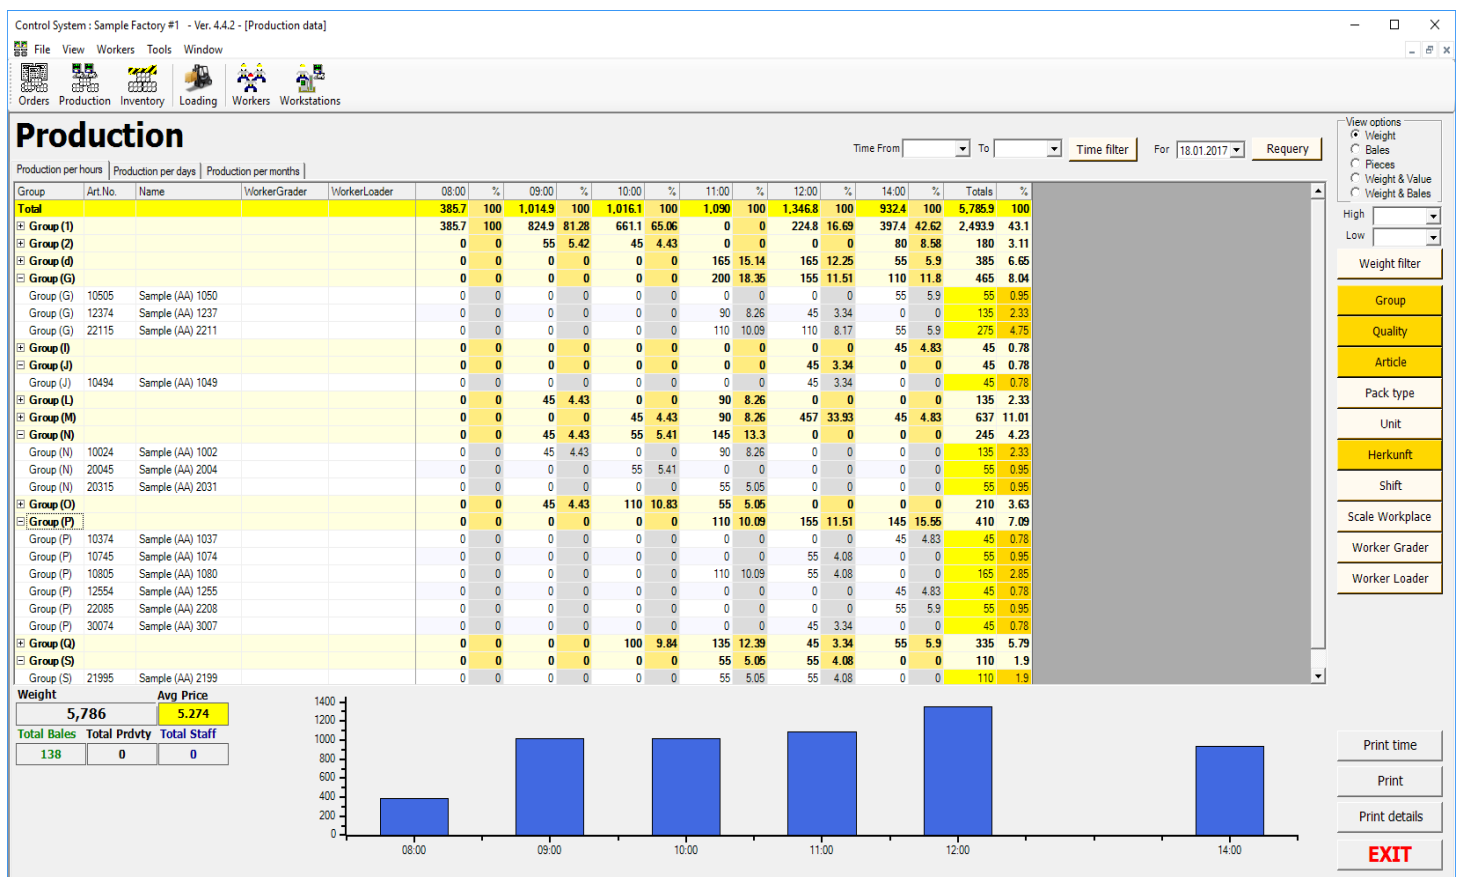 Control System : Sample Factory #1 - Ver. 4.4.2 - [Production data]
File View Workers Tools Window
Orders Production Inventory Loading Workers Workstations
Production
Time From To Time filter For 18.01.2017 Requery
Production per hours Production per days Production per months
Group Art.No. Name WorkerGrader WorkerLoader 08:00 % 09:00 % 10:00 % 11:00 % 12:00 % 14:00 % Totals %
Total 385.7 100 1,014.9 100 1,016.1 100 1,090 100 1,346.8 100 932.4 100 5,785.9 100
Group (1) 385.7 100 824.9 81.28 661.1 65.06 0 0 224.8 16.69 397.4 42.62 2,493.9 43.1
Group (2) 0 0 55 5.42 45 4.43 0 0 0 0 80 8.58 180 3.11
Group (d) 0 0 0 0 0 0 165 15.14 165 12.25 55 5.9 385 6.65
Group (G) 0 0 0 0 0 0 200 18.35 155 11.51 110 11.8 465 8.04
Group (G) 10505 Sample (AA) 1050 0 0 0 0 0 0 0 0 0 0 55 5.9 55 0.95
Group (G) 12374 Sample (AA) 1237 0 0 0 0 0 0 90 8.26 45 3.34 0 0 135 2.33
Group (G) 22115 Sample (AA) 2211 0 0 0 0 0 0 110 10.09 110 8.17 55 5.9 275 4.75
Group (I) 0 0 0 0 0 0 0 0 0 0 45 4.83 45 0.78
Group (J) 0 0 0 0 0 0 0 0 45 3.34 0 0 45 0.78
Group (J) 10494 Sample (AA) 1049 0 0 0 0 0 0 0 0 45 3.34 0 0 45 0.78
Group (L) 0 0 45 4.43 0 0 90 8.26 0 0 0 0 135 2.33
Group (M) 0 0 0 0 45 4.43 90 8.26 457 33.93 45 4.83 637 11.01
Group (N) 0 0 45 4.43 55 5.41 145 13.3 0 0 0 0 245 4.23
Group (N) 10024 Sample (AA) 1002 0 0 45 4.43 0 0 90 8.26 0 0 0 0 135 2.33
Group (N) 20045 Sample (AA) 2004 0 0 0 0 55 5.41 0 0 0 0 0 0 55 0.95
Group (N) 20315 Sample (AA) 2031 0 0 0 0 0 0 55 5.05 0 0 0 0 55 0.95
Group (O) 0 0 45 4.43 110 10.83 55 5.05 0 0 0 0 210 3.63
Group (P) 0 0 0 0 0 0 110 10.09 155 11.51 145 15.55 410 7.09
Group (P) 10374 Sample (AA) 1037 0 0 0 0 0 0 0 0 0 0 45 4.83 45 0.78
Group (P) 10745 Sample (AA) 1074 0 0 0 0 0 0 0 0 55 4.08 0 0 55 0.95
Group (P) 10805 Sample (AA) 1080 0 0 0 0 0 0 110 10.09 55 4.08 0 0 165 2.85
Group (P) 12554 Sample (AA) 1255 0 0 0 0 0 0 0 0 0 0 45 4.83 45 0.78
Group (P) 22085 Sample (AA) 2208 0 0 0 0 0 0 0 0 0 0 55 5.9 55 0.95
Group (P) 30074 Sample (AA) 3007 0 0 0 0 0 0 0 0 45 3.34 0 0 45 0.78
Group (Q) 0 0 0 0 100 9.84 135 12.39 45 3.34 55 5.9 335 5.79
Group (S) 0 0 0 0 0 0 55 5.05 55 4.08 0 0 110 1.9
Group (S) 21995 Sample (AA) 2199 0 0 0 0 0 0 55 5.05 55 4.08 0 0 110 1.9
View options
Weight
Bales
Pieces
Weight & Value
Weight & Bales
High
Low
Weight filter
Group
Quality
Article
Pack type
Unit
Herkunft
Shift
Scale Workplace
Worker Grader
Worker Loader
Weight Avg Price
5,786 5.274
Total Bales Total Prdvty Total Staff
138 0 0
1400
1200
1000
800
600
400
200
0
08:00 09:00 10:00 11:00 12:00 14:00
Print time
Print
Print details
EXIT